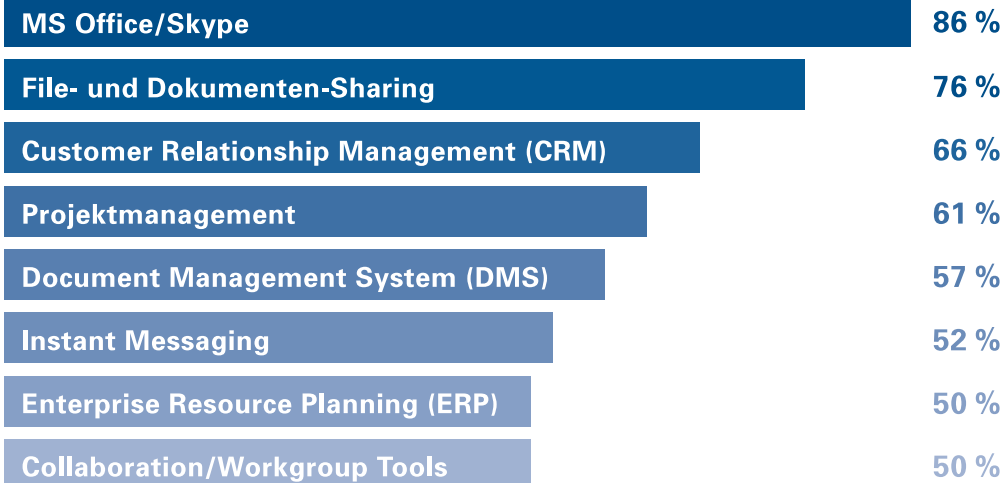 MS Office/Skype 86 %
File- und Dokumenten-Sharing 76 %
Customer Relationship Management (CRM) 66 %
Projektmanagement 61 %
Document Management System (DMS) 57 %
Instant Messaging 52 %
Enterprise Resource Planning (ERP) 50 %
Collaboration/Workgroup Tools 50 %